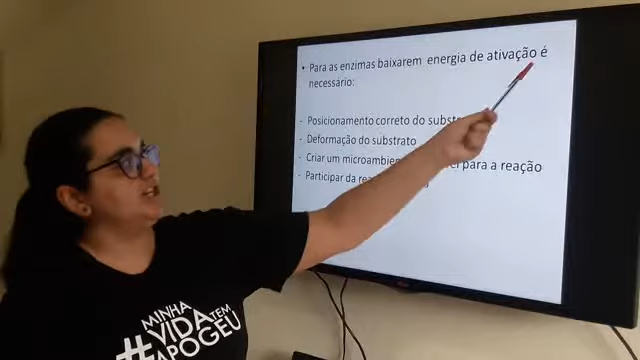 • Para as enzimas baixarem energia de ativação é
necessário:
- Posicionamento correto do
- Deformação do substrato
- Criar um para a reação
- Participar da
MINHA
#VIDA TEM
APOGEU